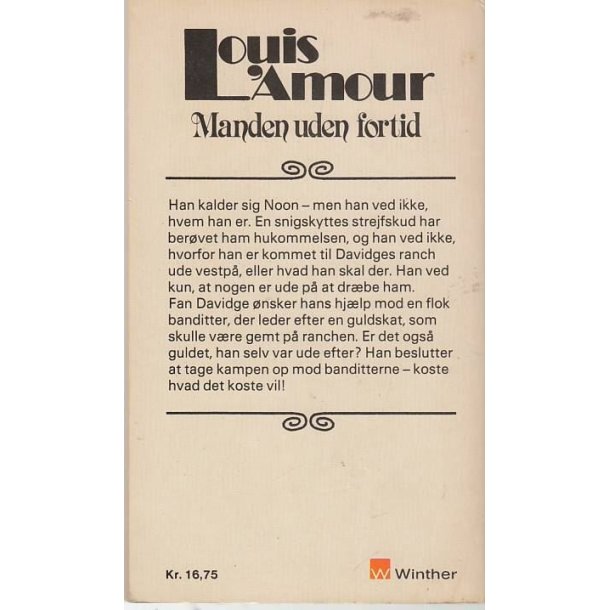 Louis
L'Amour
Manden uden fortid
Han kalder sig Noon – men han ved ikke,
hvem han er. En snigskyttes strejfskud har
berøvet ham hukommelsen, og han ved ikke,
hvorfor han er kommet til Davidges ranch
ude vestpå, eller hvad han skal der. Han ved
kun, at nogen er ude på at dræbe ham.
Fan Davidge ønsker hans hjælp mod en flok
banditter, der leder efter en guldskat, som
skulle være gemt på ranchen. Er det også
guldet, han selv var ude efter? Han beslutter
at tage kampen op mod banditterne – koste
hvad det koste vil!
Kr. 16,75
W Winther